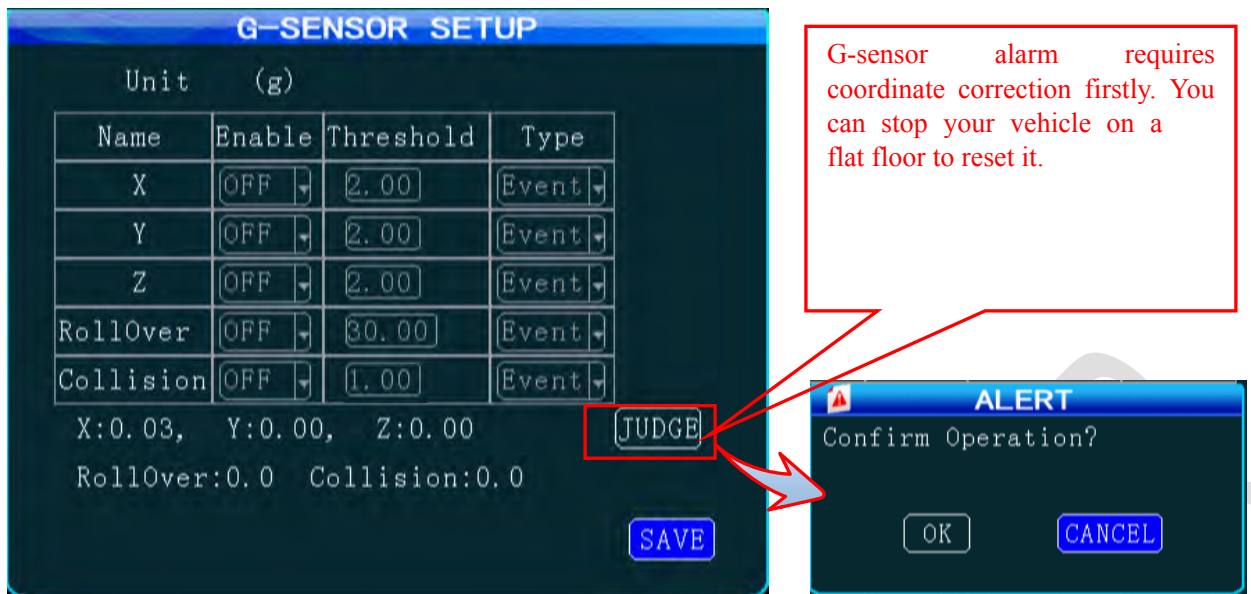 G-SENSOR SETUP
Unit (g)
Name Enable Threshold Type
X OFF 2.00 Event
Y OFF 2.00 Event
Z OFF 2.00 Event
RollOver OFF 30.00 Event
Collision OFF 1.00 Event
X:0.03, Y:0.00, Z:0.00 JUDGE
RollOver:0.0 Collision:0.0
SAVE
G-sensor alarm requires
coordinate correction firstly. You
can stop your vehicle on a
flat floor to reset it.
ALERT
Confirm Operation?
OK CANCEL